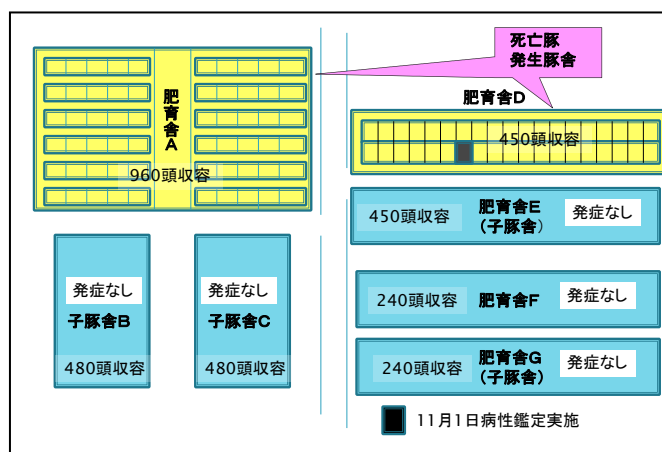 死亡豚
発生豚舎
肥育舎A
960頭収容
肥育舎D
450頭収容
450頭収容
肥育舎E
(子豚舎)
発症なし
発症なし
子豚舎B
480頭収容
発症なし
子豚舎C
480頭収容
240頭収容
肥育舎F
発症なし
240頭収容
肥育舎G
(子豚舎)
発症なし
11月1日病性鑑定実施